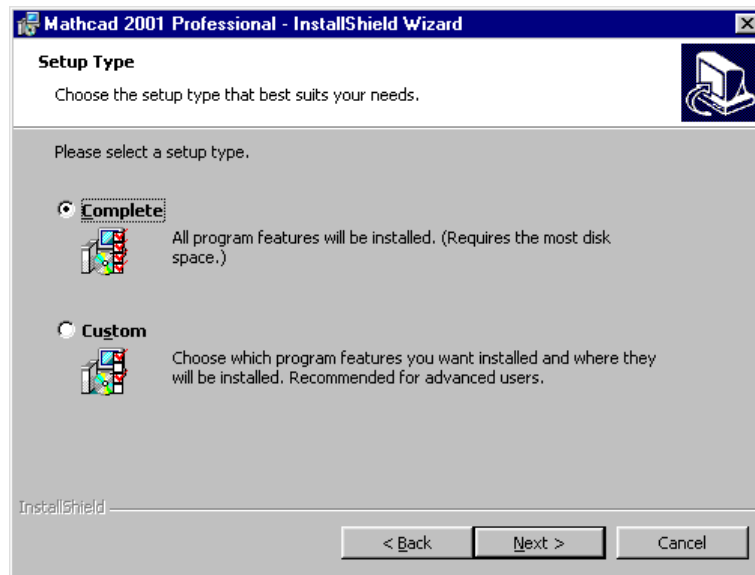 Mathcad 2001 Professional - InstallShield Wizard
Setup Type
Choose the setup type that best suits your needs.
Please select a setup type.
Complete
All program features will be installed. (Requires the most disk
space.)
Custom
Choose which program features you want installed and where they
will be installed. Recommended for advanced users.
InstallShield
< Back
Next >
Cancel